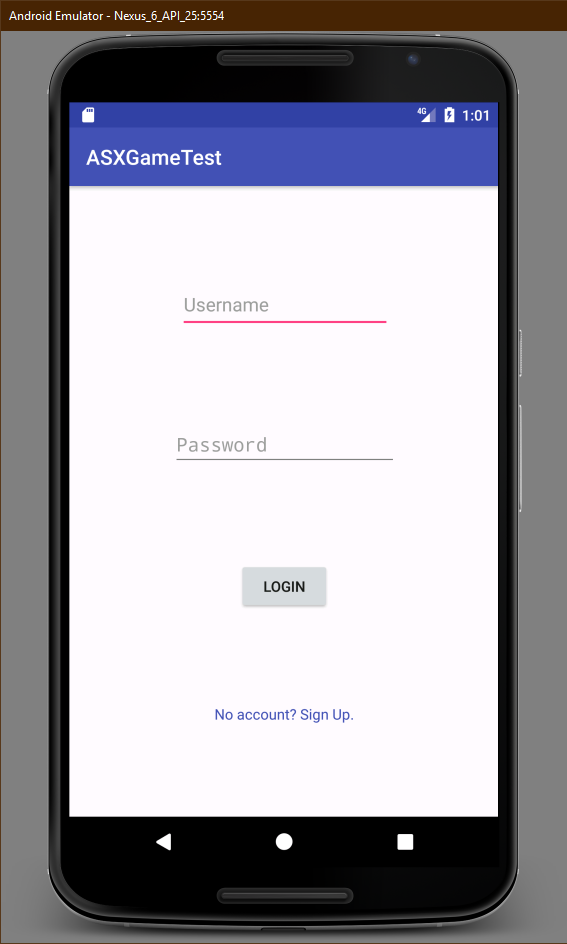 Android Emulator - Nexus_6_API_25:5554
4G 1:01
ASXGameTest
Username
Password
LOGIN
No account? Sign Up.